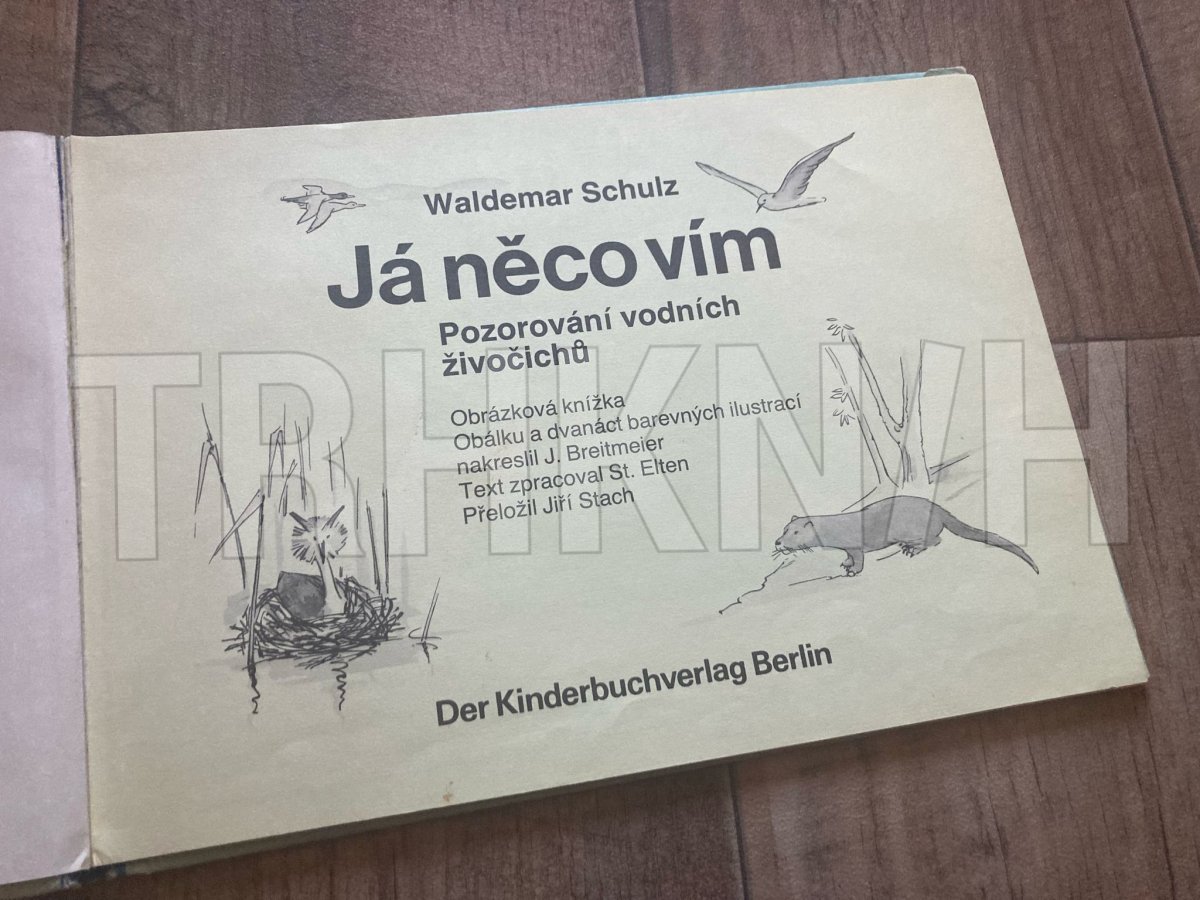 Waldemar Schulz
Já něco vím
Pozorování vodních
živočichů
Obrázková knížka
Obálku a dvanáct barevných ilustrací
nakreslil J. Breitmeier
Text zpracoval St. Elten
Přeložil Jiří Stach
Der Kinderbuchverlag Berlin
TRHKNIH